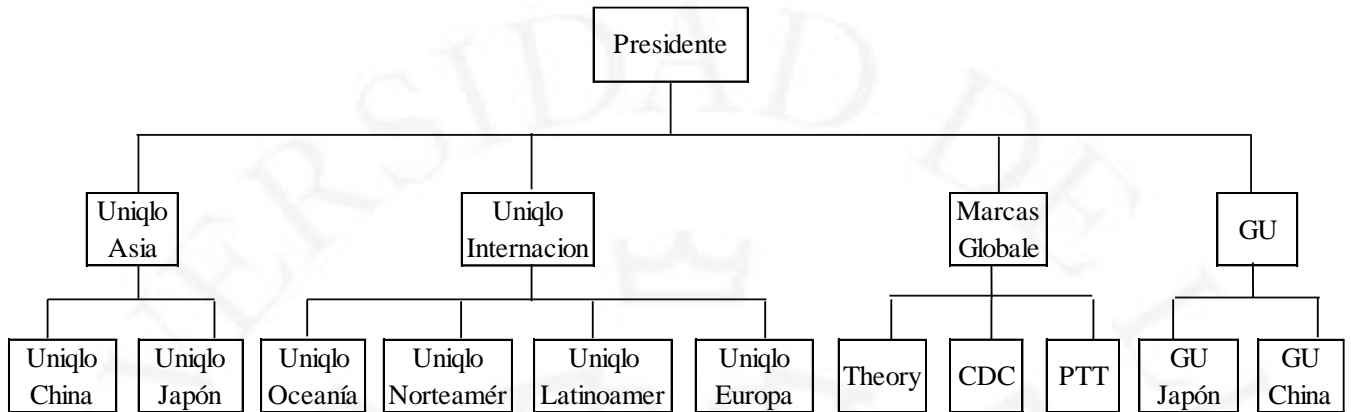 Presidente
Uniqlo
Asia
Uniqlo
Internacion
Marcas
Globale
GU
Uniqlo
China
Uniqlo
Japón
Uniqlo
Oceanía
Uniqlo
Norteamér
Uniqlo
Latinoamer
Uniqlo
Europa
Theory
CDC
PTT
GU
Japón
GU
China